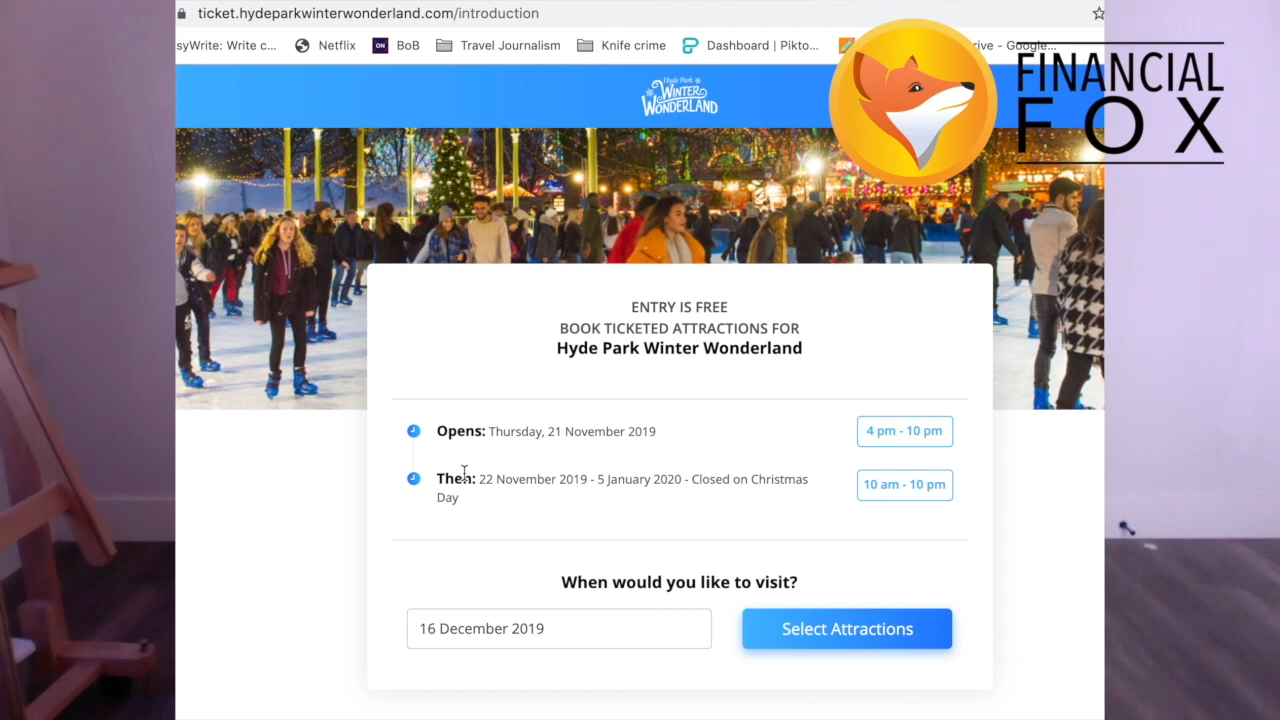 ticket.hydeparkwinterwonderland.com/introduction
syWrite: Write c...
Netflix
ON
BoB
Travel Journalism
Knife crime
Dashboard | Pikto...
rive - Google...
Hyde Park
WINTER
WONDERLAND
FINANCIAL
FOX
ENTRY IS FREE
BOOK TICKETED ATTRACTIONS FOR
Hyde Park Winter Wonderland
Opens: Thursday, 21 November 2019
4 pm - 10 pm
Then: 22 November 2019 - 5 January 2020 - Closed on Christmas
Day
10 am - 10 pm
When would you like to visit?
16 December 2019
Select Attractions